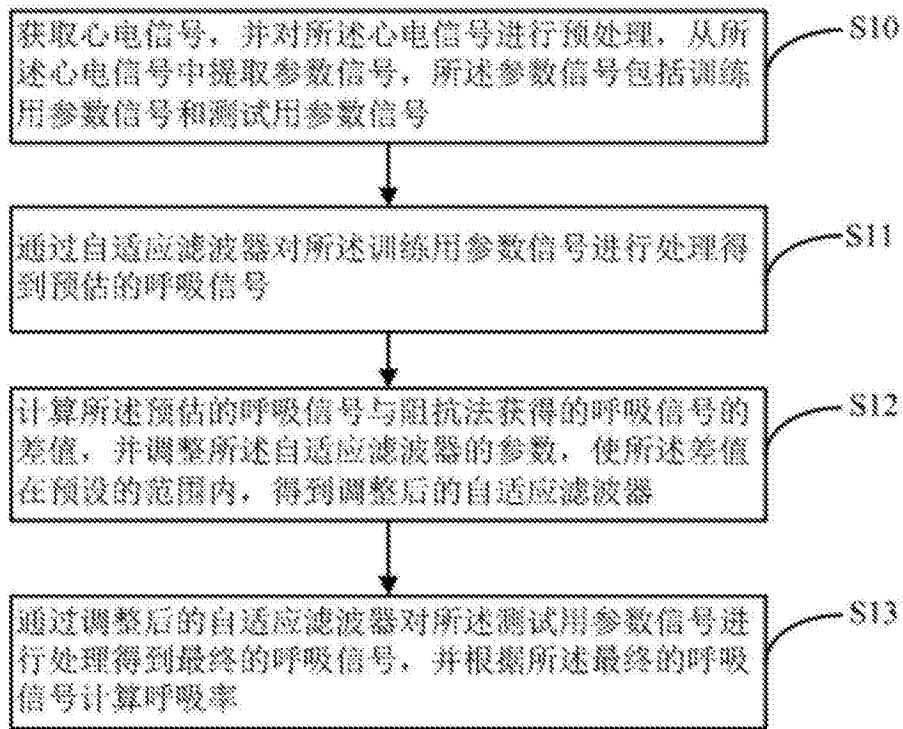 获取心电信号，并对所述心电信号进行预处理，从所
述心电信号中提取参数信号，所述参数信号包括训练
用参数信号和测试用参数信号
S10
通过自适应滤波器对所述训练用参数信号进行处理得
到预估的呼吸信号
S11
计算所述预估的呼吸信号与阻抗法获得的呼吸信号的
差值，并调整所述自适应滤波器的参数，使所述差值
在预设的范围内，得到调整后的自适应滤波器
S12
通过调整后的自适应滤波器对所述测试用参数信号进
行处理得到最终的呼吸信号，并根据所述最终的呼吸
信号计算呼吸率
S13